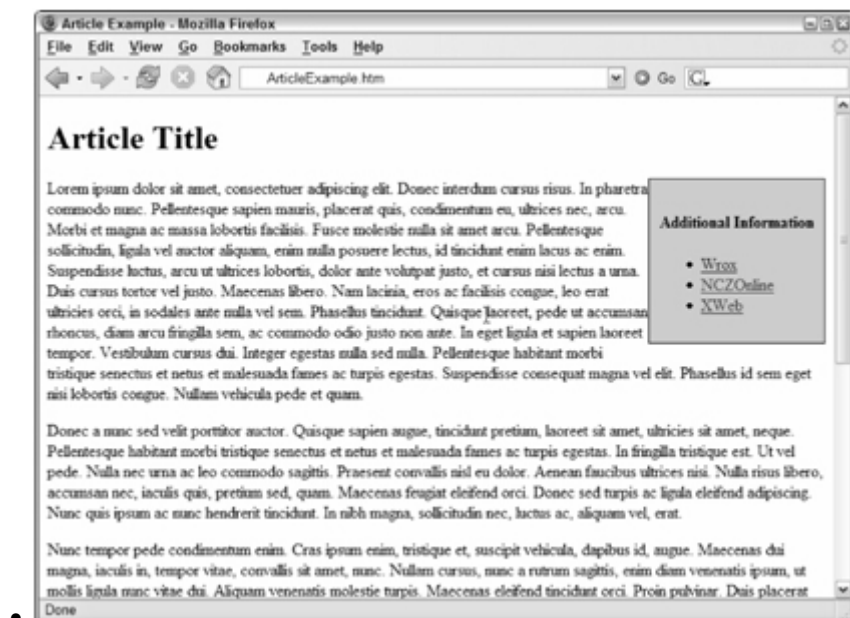 Article Example - Mozilla Firefox
File Edit View Go Bookmarks Tools Help
ArticleExample.htm
Go
G
Article Title
Lorem ipsum dolor sit amet, consectetuer adipiscing elit. Donec interdum cursus risus. In pharetra
commodo nunc. Pellentesque sapien mauris, placerat quis, condimentum eu, ultrices nec, arcu.
Morbi et magna ac massa lobortis facilisis. Fusce molestie nulla sit amet arcu. Pellentesque
sollicitudin, ligula vel auctor aliquam, enim nulla posuere lectus, id tincidunt enim lacus ac enim.
Suspendisse luctus, arcu ut ultrices lobortis, dolor ante volutpat justo, et cursus nisi lectus a urna.
Duis cursus tortor vel justo. Maecenas libero. Nam lacinia, eros ac facilisis congue, leo erat
ultricies orci, in sodales ante nulla vel sem. Phasellus tincidunt. Quisque laoreet, pede ut accumsan
rhoncus, diam arcu fringilla sem, ac commodo odio justo non ante. In eget ligula et sapien laoreet
tempor. Vestibulum cursus dui. Integer egestas nulla sed nulla. Pellentesque habitant morbi
tristique senectus et netus et malesuada fames ac turpis egestas. Suspendisse consequat magna vel elit. Phasellus id sem eget
nisi lobortis congue. Nullam vehicula pede et quam.
Additional Information
Wrox
NCZOnline
XWeb
Donec a nunc sed velit porttitor auctor. Quisque sapien augue, tincidunt pretium, laoreet sit amet, ultricies sit amet, neque.
Pellentesque habitant morbi tristique senectus et netus et malesuada fames ac turpis egestas. In fringilla tristique est. Ut vel
pede. Nulla nec urna ac leo commodo sagittis. Praesent convallis nisl eu dolor. Aenean faucibus ultrices nisi. Nulla risus libero,
accumsan nec, iaculis quis, pretium sed, quam. Maecenas feugiat eleifend orci. Donec sed turpis ac ligula eleifend adipiscing.
Nunc quis ipsum ac nunc hendrerit tincidunt. In nibh magna, sollicitudin nec, luctus ac, aliquam vel, erat.
Nunc tempor pede condimentum enim. Cras ipsum enim, tristique et, suscipit vehicula, dapibus id, augue. Maecenas dui
magna, iaculis in, tempor vitae, convallis sit amet, nunc. Nullam cursus, nunc a rutrum sagittis, enim diam venenatis ipsum, ut
mollis ligula nunc vitae dui. Aliquam venenatis molestie turpis. Maecenas eleifend tincidunt orci. Proin pulvinar. Duis placerat
Done